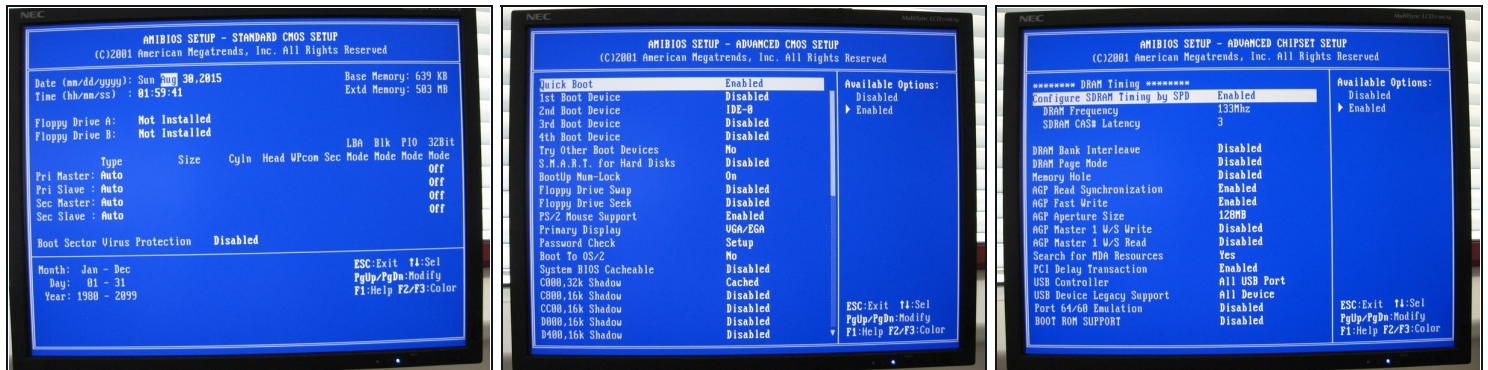 NEC
AMIBIOS SETUP - STANDARD CMOS SETUP
(C)2001 American Megatrends, Inc. All Rights Reserved
Date (mm/dd/yyyy): Sun Aug 30,2015
Time (hh/mm/ss) : 01:59:41
Base Memory: 639 KB
Extd Memory: 503 MB
Floppy Drive A: Not Installed
Floppy Drive B: Not Installed
LBA Blk PIO 32Bit
Type Size Cyln Head WPcom Sec Mode Mode Mode Mode
Pri Master: Auto Off
Pri Slave : Auto Off
Sec Master: Auto Off
Sec Slave : Auto Off
Boot Sector Virus Protection Disabled
Month: Jan - Dec
Day: 01 - 31
Year: 1980 - 2099
ESC:Exit ↑↓:Sel
PgUp/PgDn:Modify
F1:Help F2/F3:Color
NEC
MultiSync
AMIBIOS SETUP - ADVANCED CMOS SETUP
(C)2001 American Megatrends, Inc. All Rights Reserved
Quick Boot Enabled
1st Boot Device Disabled
2nd Boot Device IDE-0
3rd Boot Device Disabled
4th Boot Device Disabled
Try Other Boot Devices No
S.M.A.R.T. for Hard Disks Disabled
BootUp Num-Lock On
Floppy Drive Swap Disabled
Floppy Drive Seek Disabled
PS/2 Mouse Support Enabled
Primary Display VGA/EGA
Password Check Setup
Boot To OS/2 No
System BIOS Cacheable Disabled
C000,32k Shadow Cached
C800,16k Shadow Disabled
CC00,16k Shadow Disabled
D000,16k Shadow Disabled
D400,16k Shadow Disabled
Available Options:
Disabled
Enabled
ESC:Exit ↑↓:Sel
PgUp/PgDn:Modify
F1:Help F2/F3:Color
NEC
MultiSync
AMIBIOS SETUP - ADVANCED CHIPSET SETUP
(C)2001 American Megatrends, Inc. All Rights Reserved
******** DRAM Timing ********
Configure SDRAM Timing by SPD Enabled
DRAM Frequency 133Mhz
SDRAM CAS# Latency 3
DRAM Bank Interleave Disabled
DRAM Page Mode Disabled
Memory Hole Disabled
AGP Read Synchronization Enabled
AGP Fast Write Enabled
AGP Aperture Size 128MB
AGP Master 1 W/S Write Disabled
AGP Master 1 W/S Read Disabled
Search for MDA Resources Yes
PCI Delay Transaction Enabled
USB Controller All USB Port
USB Device Legacy Support All Device
Port 64/60 Emulation Disabled
BOOT ROM SUPPORT Disabled
Available Options:
Disabled
Enabled
ESC:Exit ↑↓:Sel
PgUp/PgDn:Modify
F1:Help F2/F3:Color